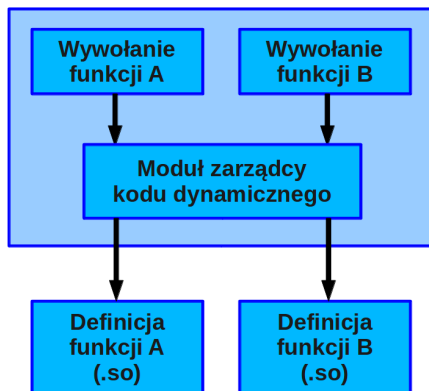 Wywołanie
funkcji A
Wywołanie
funkcji B
Moduł zarządcy
kodu dynamicznego
Definicja
funkcji A
(.so)
Definicja
funkcji B
(.so)